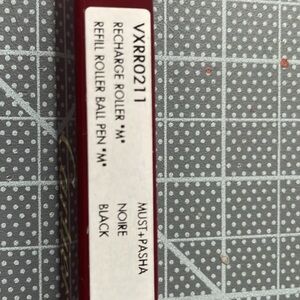 VXRR0211 MUST+PASHA
RECHARGE ROLLER "M" NOIRE
REFILL ROLLER BALL PEN "M" BLACK